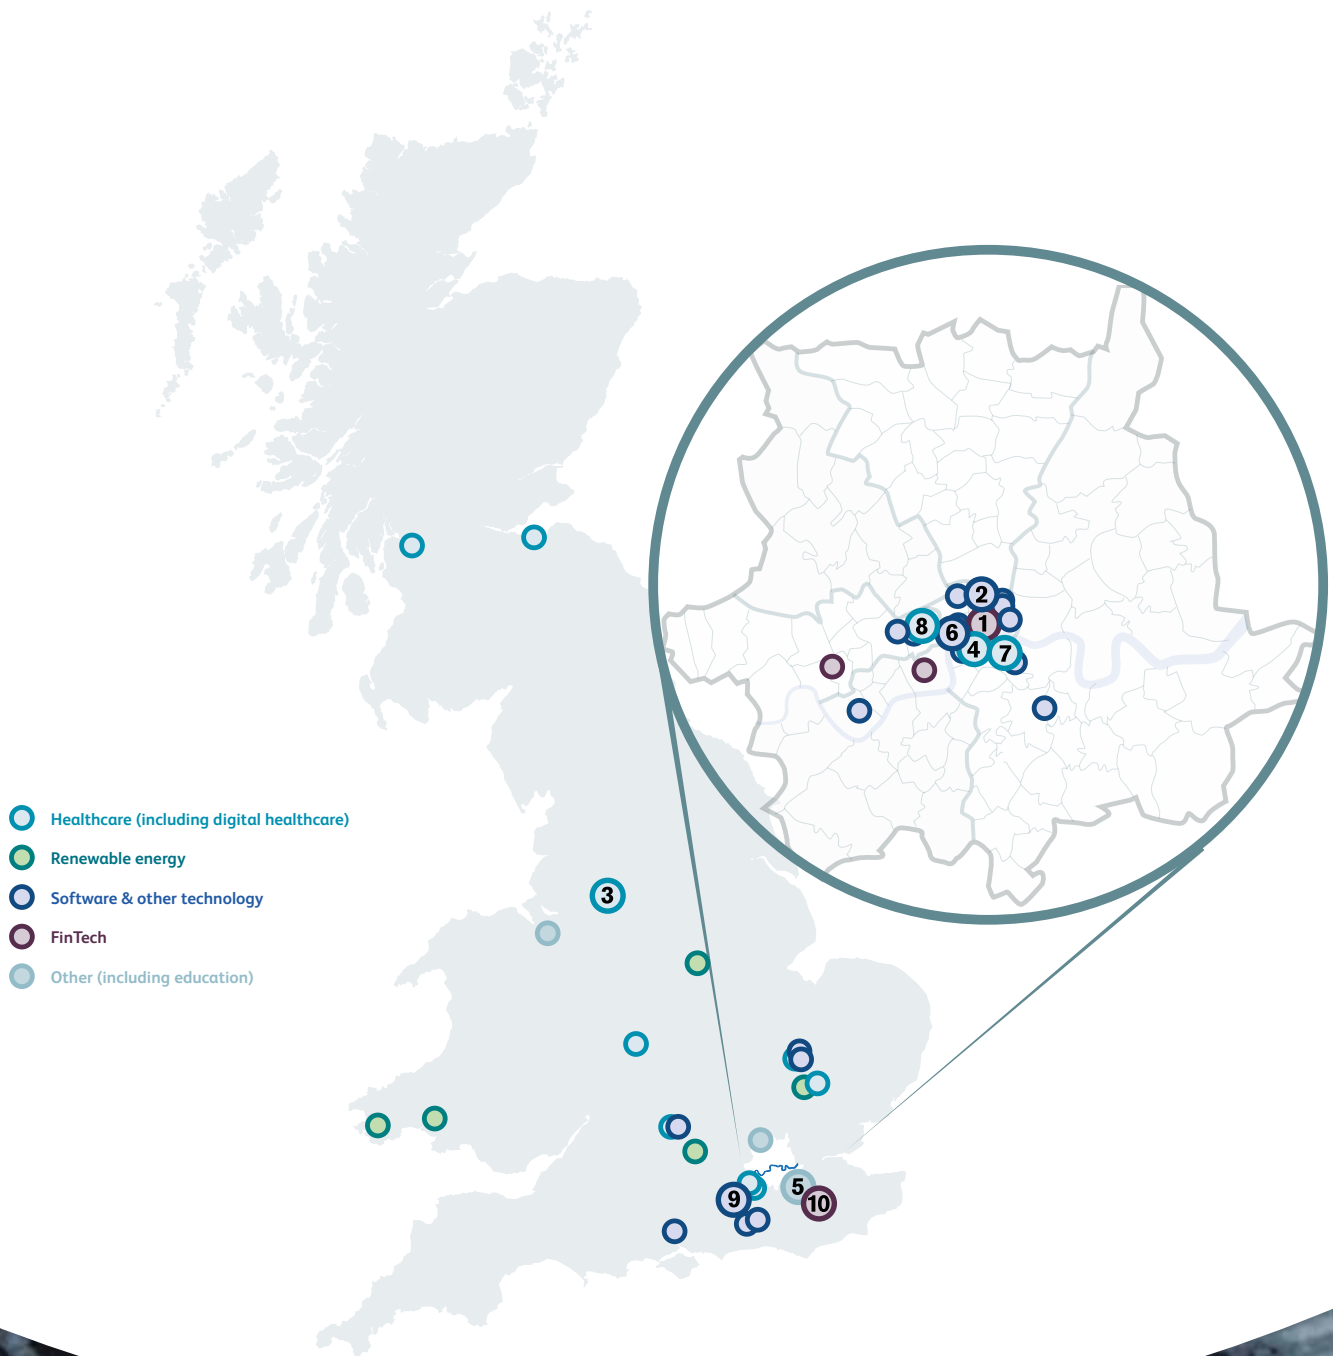 2
8
6
1
4
7
Healthcare (including digital healthcare)
Renewable energy
Software & other technology
3
FinTech
Other (including education)
5
9
10